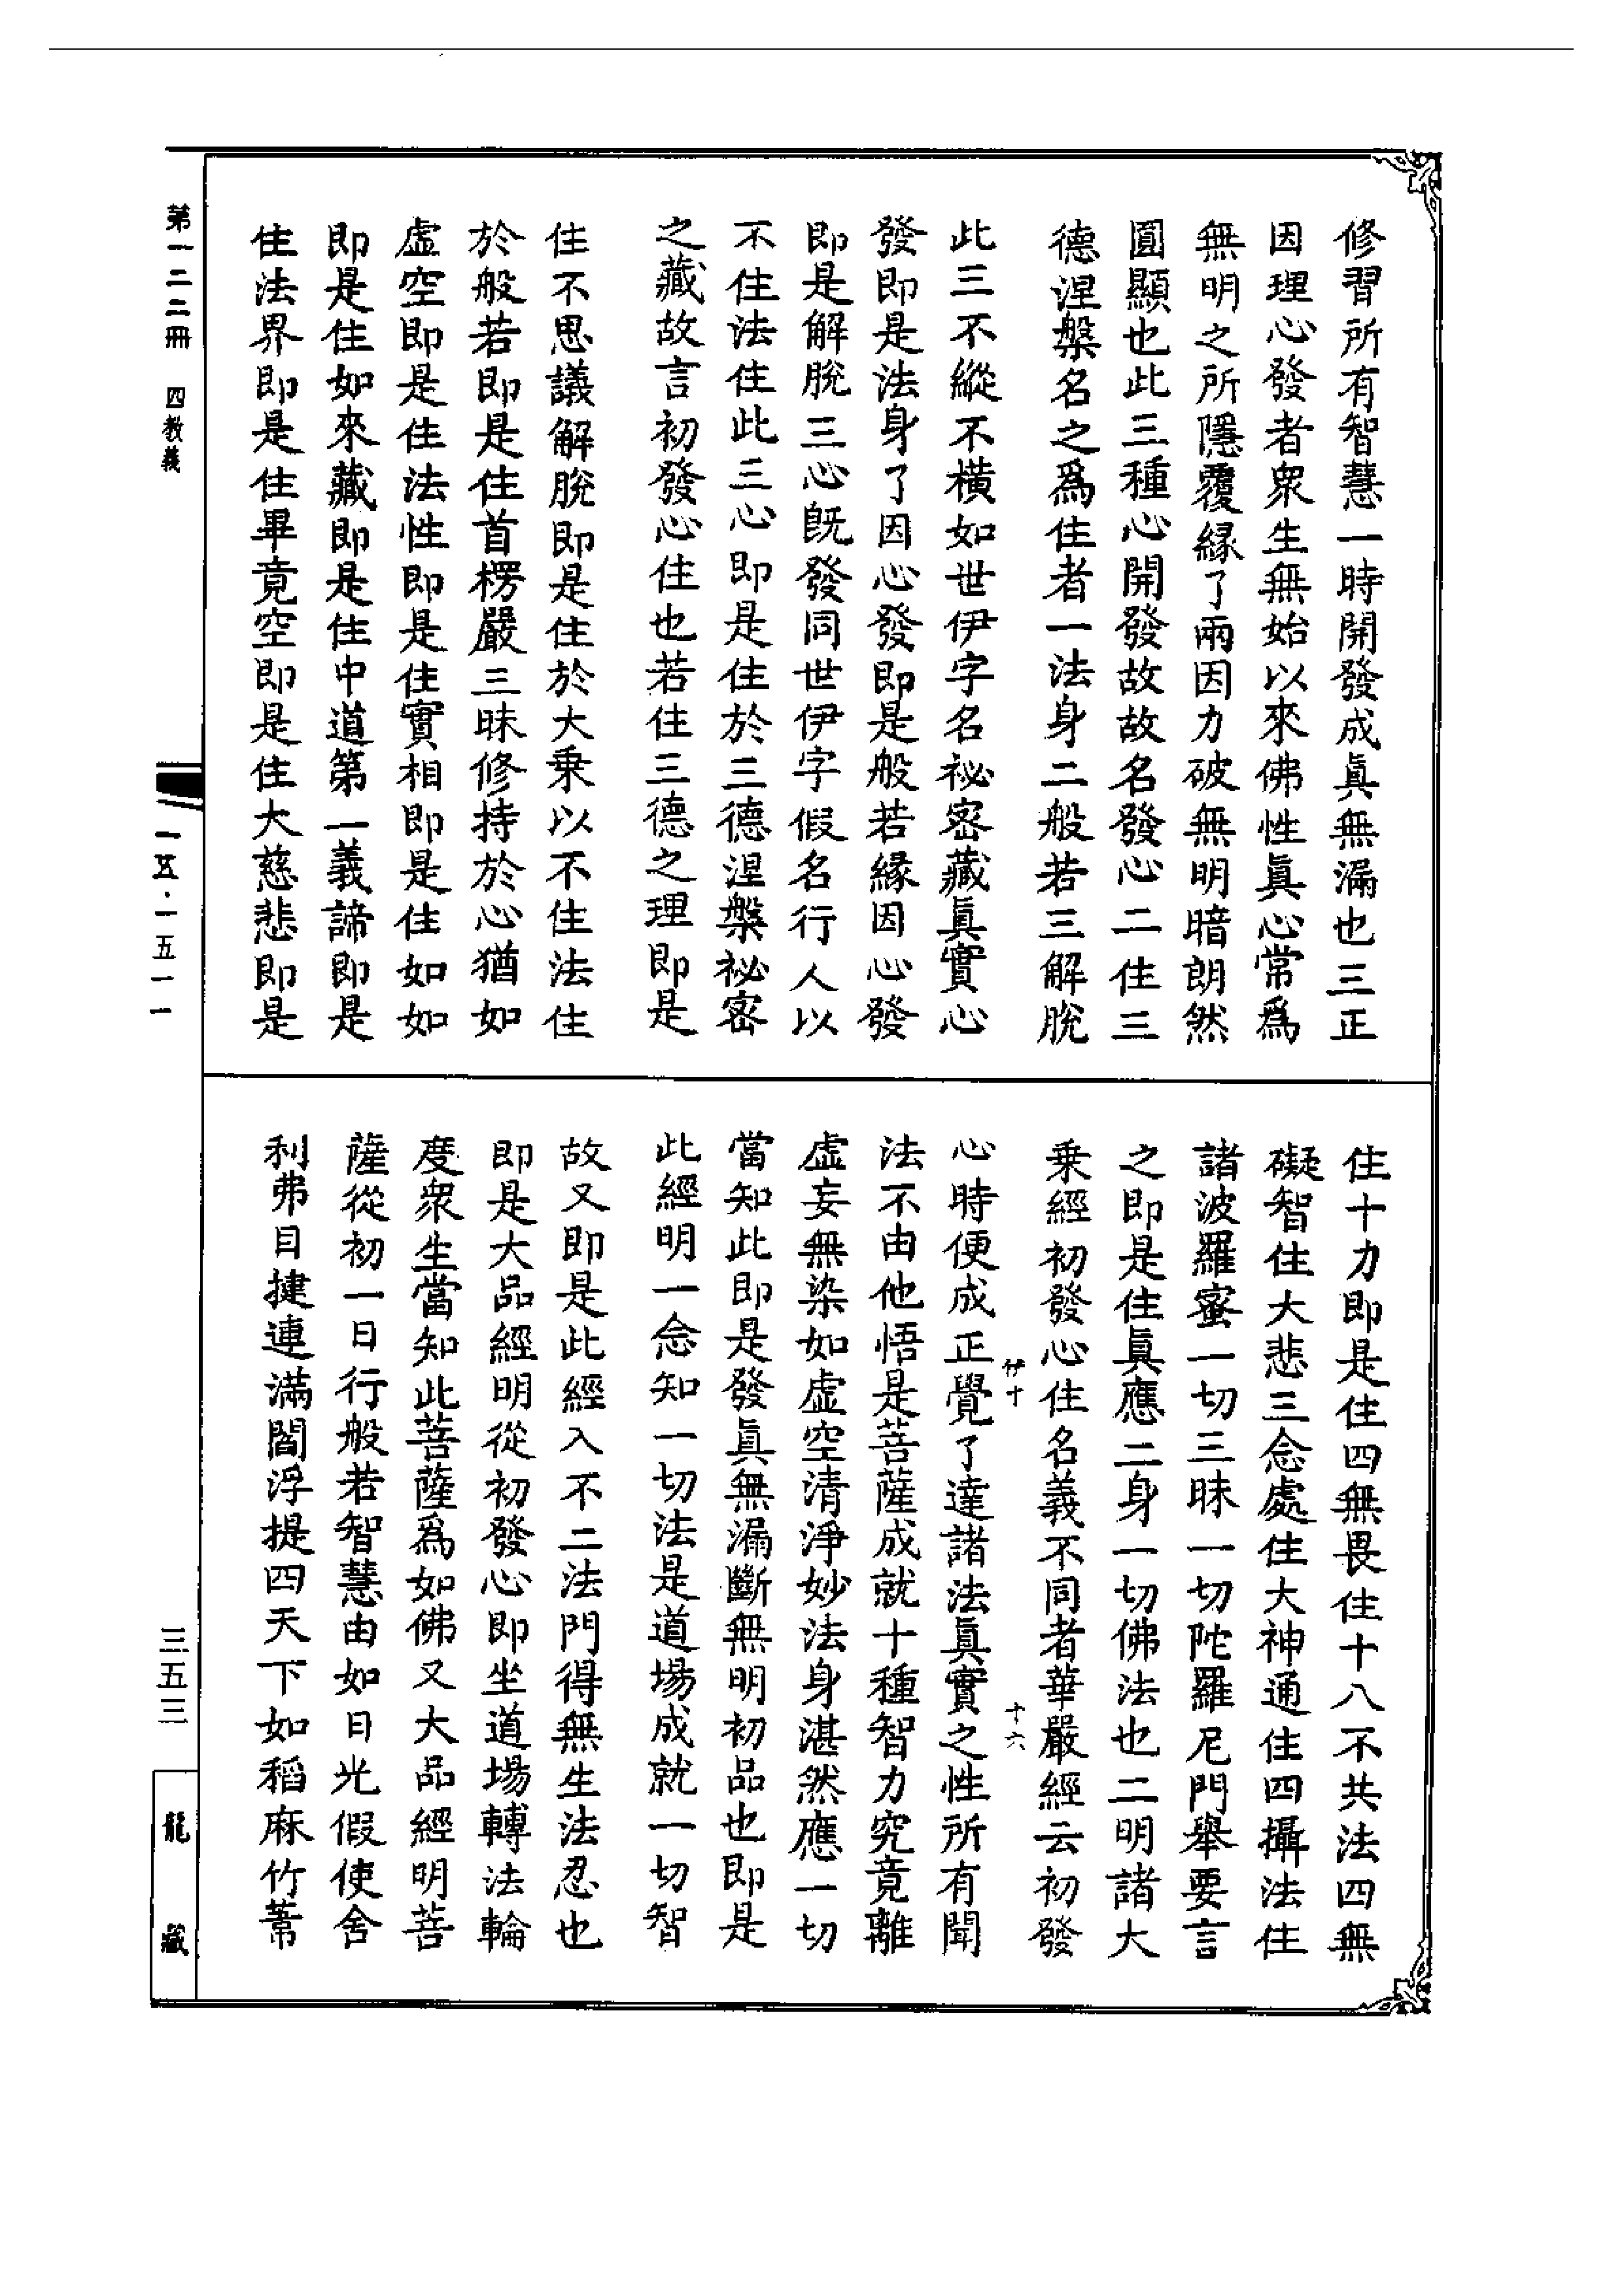 修習所有智慧一時開發成眞無漏也三正
因理心發者衆生無始以來佛性眞心常爲
無明之所隱覆緣了兩因力破無明暗朗然
圓顯也此三種心開發故故名發心二住三
德涅槃名之爲住者一法身二般若三解脫
此三不縱不橫如世伊字名祕密藏眞實心
發即是法身了因心發即是般若緣因心發
即是解脫三心旣發同世伊字假名行人以
不住法住此三心即是住於三德涅槃祕密
之藏故言初發心住也若住三德之理即是
住不思議解脫即是住於大乘以不住法住
於般若即是住首楞嚴三昧修持於心猶如
虛空即是住法性即是住實相即是住如如
即是住如來藏即是住中道第一義諦即是
住法界即是住畢竟空即是住大慈悲即是
住十力即是住四無畏住十八不共法四無
礙智住大悲三念處住大神通住四攝法住
諸波羅蜜一切三昧一切陀羅尼門舉要言
之即是住眞應二身一切佛法也二明諸大
乘經初發心住名義不同者華嚴經云初發
十六
心時便成正覺了達諸法眞實之性所有聞
法不由他悟是菩薩成就十種智力究竟離
虛妄無染如虛空清淨妙法身湛然應一切
當知此即是發眞無漏斷無明初品也即是
此經明一念知一切法是道場成就一切智
故又即是此經入不二法門得無生法忍也
即是大品經明從初發心即坐道場轉法輪
度衆生當知此菩薩爲如佛又大品經明菩
薩從初一日行般若智慧由如日光假使舍
利弗目揵連滿閻浮提四天下如稻麻竹葦
第一二二冊 四教義
一五·一五一一
三五三
龍藏